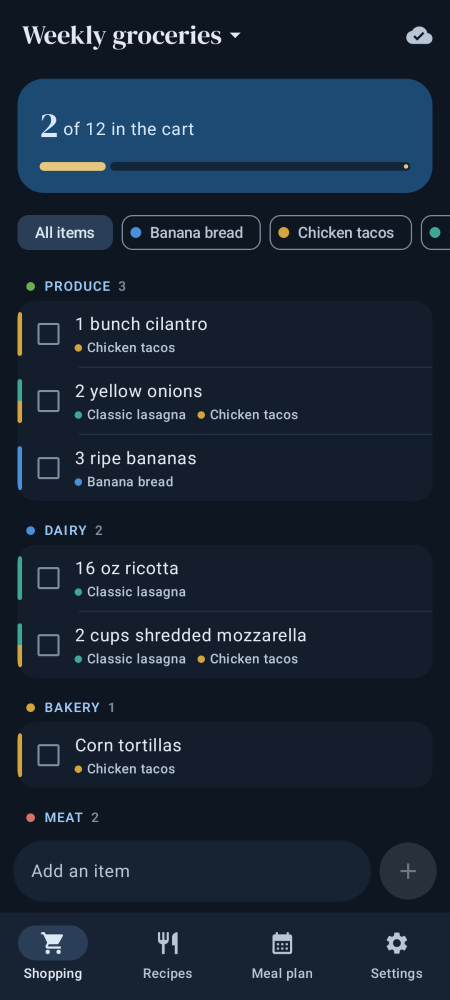 Weekly groceries
2 of 12 in the cart
All items
Banana bread
Chicken tacos
PRODUCE 3
1 bunch cilantro
Chicken tacos
2 yellow onions
Classic lasagna Chicken tacos
3 ripe bananas
Banana bread
DAIRY 2
16 oz ricotta
Classic lasagna
2 cups shredded mozzarella
Classic lasagna Chicken tacos
BAKERY 1
Corn tortillas
Chicken tacos
MEAT 2
Add an item
Shopping
Recipes
Meal plan
Settings